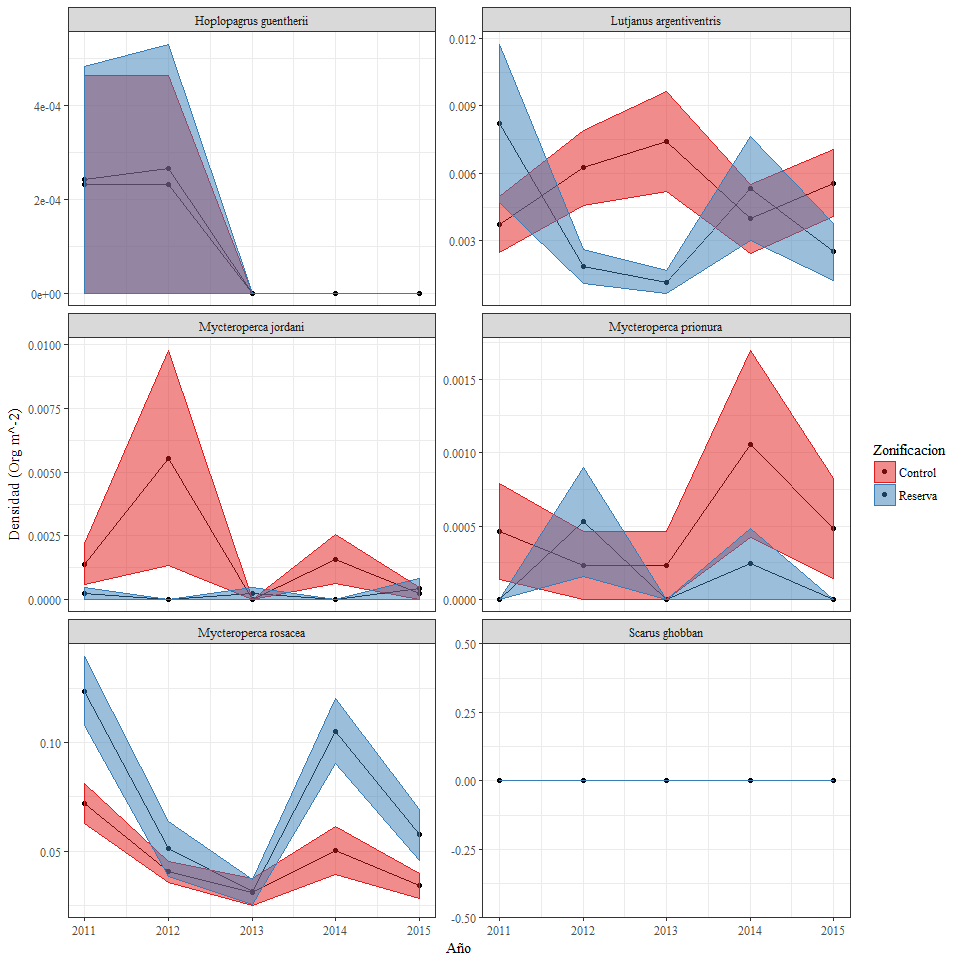 Hoplopagrus guentherii
Lutjanus argentiventris
4e-04
2e-04
0e+00
0.012
0.009
0.006
0.003
Mycteroperca jordani
Mycteroperca prionura
0.0100
0.0075
0.0050
0.0025
0.0000
0.0015
0.0010
0.0005
0.0000
Mycteroperca rosacea
Scarus ghobban
0.10
0.05
0.50
0.25
0.00
-0.25
-0.50
2011 2012 2013 2014 2015
2011 2012 2013 2014 2015
Año
Densidad (Org m^-2)
Zonificacion
Control
Reserva